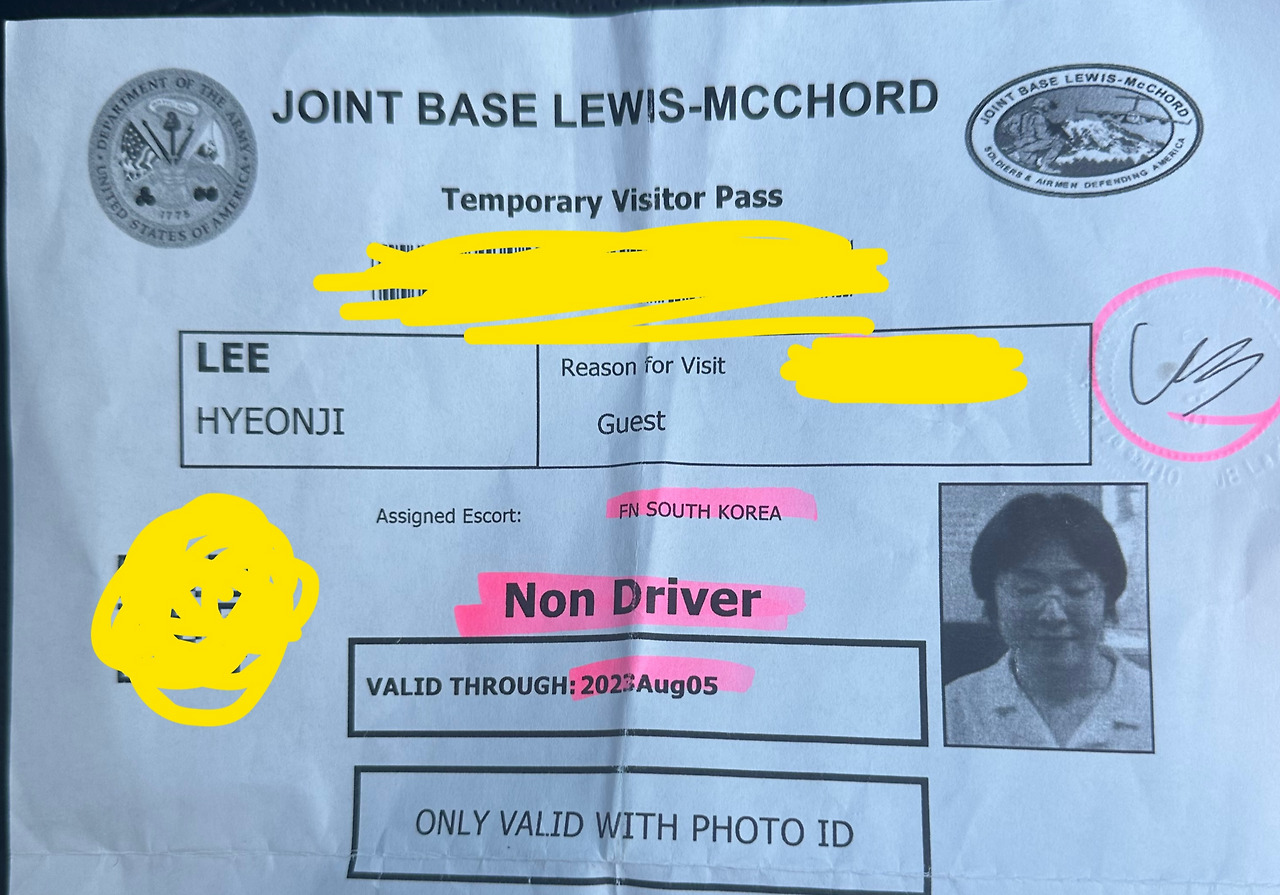 JOINT BASE LEWIS-MCCHORD
DEPARTMENT OF THE ARMY
UNITED STATES OF AMERICA
1775
JOINT BASE LEWIS-McCHORD
SOLDIERS & AIRMEN DEFENDING AMERICA
Temporary Visitor Pass
LEE
HYEONJI
Reason for Visit
Guest
Assigned Escort: FN SOUTH KOREA
Non Driver
VALID THROUGH: 2023Aug05
ONLY VALID WITH PHOTO ID